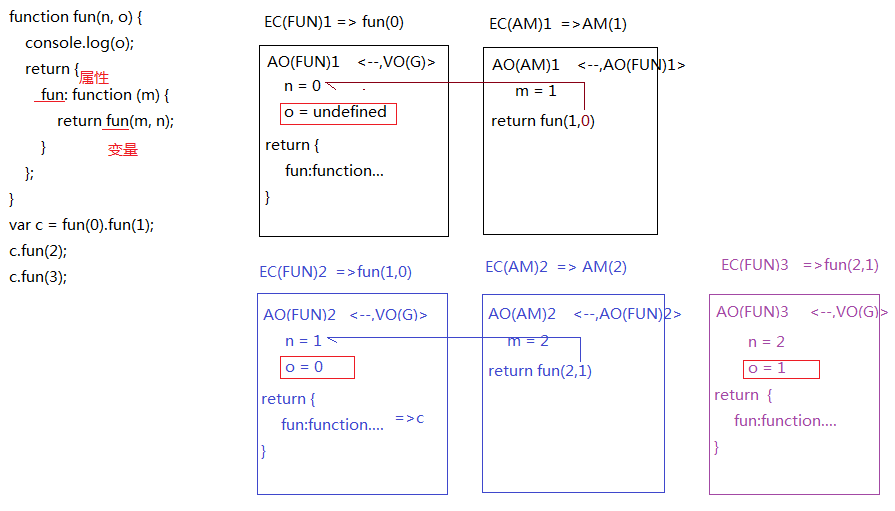 function fun(n, o) {
console.log(o);
return {
属性
fun: function (m) {
return fun(m, n);
}
变量
};
}
var c = fun(0).fun(1);
c.fun(2);
c.fun(3);
EC(FUN)1 => fun(0)
AO(FUN)1 <--,VO(G)>
n = 0
o = undefined
return {
fun:function...
}
EC(AM)1 =>AM(1)
AO(AM)1 <--,AO(FUN)1>
m = 1
return fun(1,0)
EC(FUN)2 =>fun(1,0)
AO(FUN)2 <--,VO(G)>
n = 1
o = 0
return {
fun:function.... =>c
}
EC(AM)2 => AM(2)
AO(AM)2 <--,AO(FUN)2>
m = 2
return fun(2,1)
EC(FUN)3 =>fun(2,1)
AO(FUN)3 <--,VO(G)>
n = 2
o = 1
return {
fun:function....
}